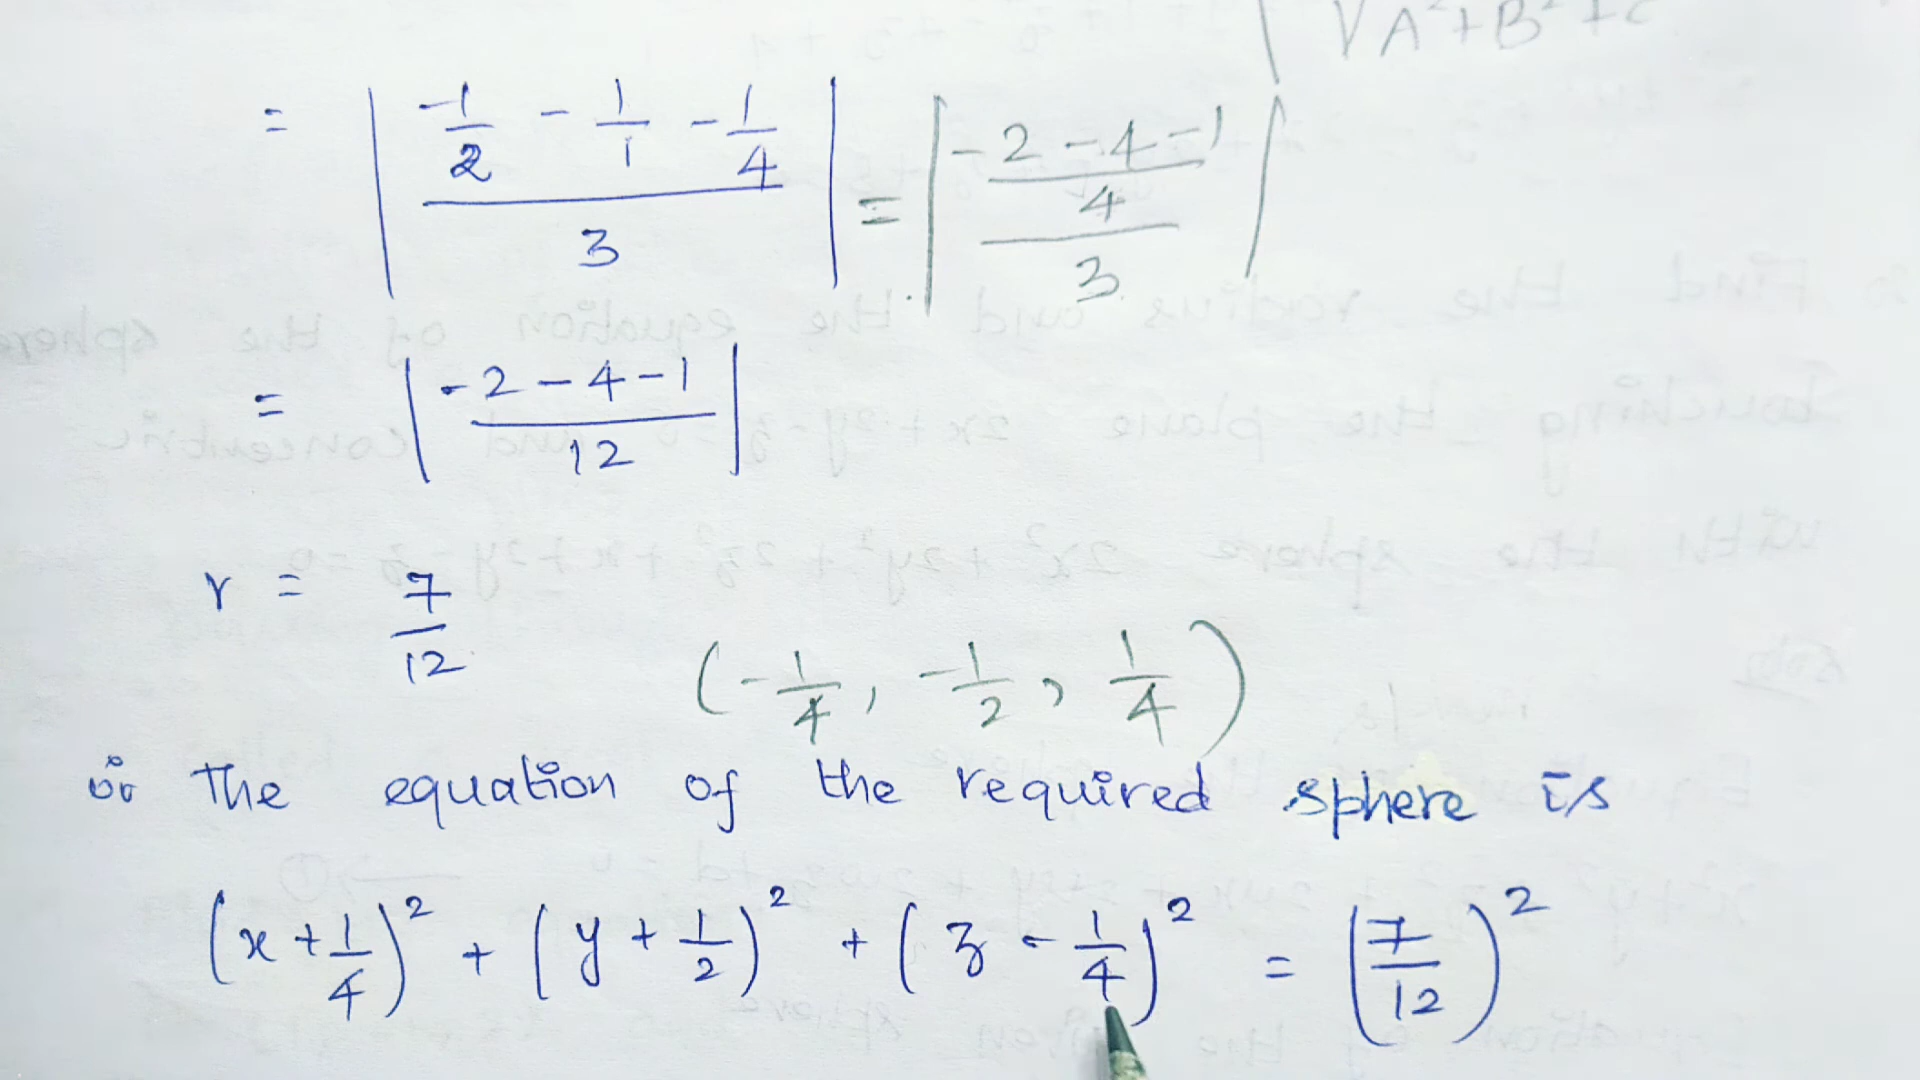 √A²+B²+C
= | (-1/2 - 1/1 - 1/4) / 3 | = | ((-2-4-1)/4) / 3 |
= | (-2-4-1) / 12 |
r = 7/12
(-1/4, -1/2, 1/4)
∴ The equation of the required sphere is
(x+1/4)² + (y+1/2)² + (z-1/4)² = (7/12)²